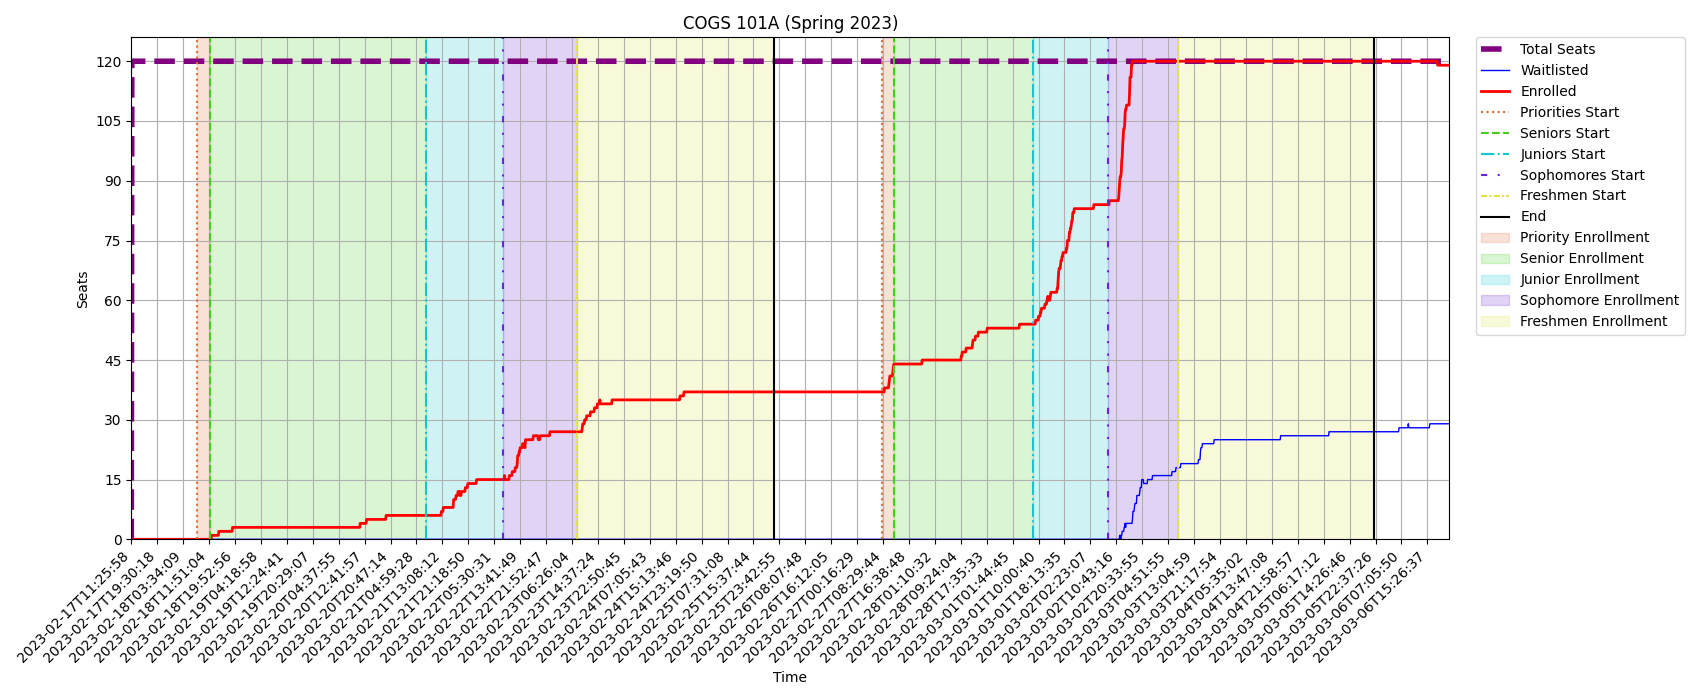 COGS 101A (Spring 2023)
Seats
120
105
90
75
60
45
30
15
0
2023-02-17T11:25:58
2023-02-17T19:30:18
2023-02-18T03:34:09
2023-02-18T11:51:04
2023-02-18T19:52:56
2023-02-19T04:18:58
2023-02-19T12:24:41
2023-02-19T20:29:07
2023-02-20T04:37:55
2023-02-20T12:41:57
2023-02-20T20:47:14
2023-02-21T04:59:28
2023-02-21T13:08:12
2023-02-21T21:18:50
2023-02-22T05:30:31
2023-02-22T13:41:49
2023-02-22T21:52:47
2023-02-23T06:26:04
2023-02-23T14:37:24
2023-02-23T22:50:45
2023-02-24T07:05:43
2023-02-24T15:13:46
2023-02-24T23:19:50
2023-02-25T07:31:08
2023-02-25T15:37:44
2023-02-25T23:42:55
2023-02-26T08:07:48
2023-02-26T16:12:05
2023-02-27T00:16:29
2023-02-27T08:29:44
2023-02-27T16:38:48
2023-02-28T01:10:32
2023-02-28T09:24:04
2023-02-28T17:35:33
2023-03-01T01:44:45
2023-03-01T10:00:40
2023-03-01T18:13:35
2023-03-02T02:23:07
2023-03-02T10:43:16
2023-03-02T20:33:55
2023-03-03T04:51:55
2023-03-03T13:04:59
2023-03-03T21:17:54
2023-03-04T05:35:02
2023-03-04T13:47:08
2023-03-04T21:58:57
2023-03-05T06:17:12
2023-03-05T14:26:46
2023-03-05T22:37:26
2023-03-06T07:05:50
2023-03-06T15:26:37
Time
Total Seats
Waitlisted
Enrolled
Priorities Start
Seniors Start
Juniors Start
Sophomores Start
Freshmen Start
End
Priority Enrollment
Senior Enrollment
Junior Enrollment
Sophomore Enrollment
Freshmen Enrollment